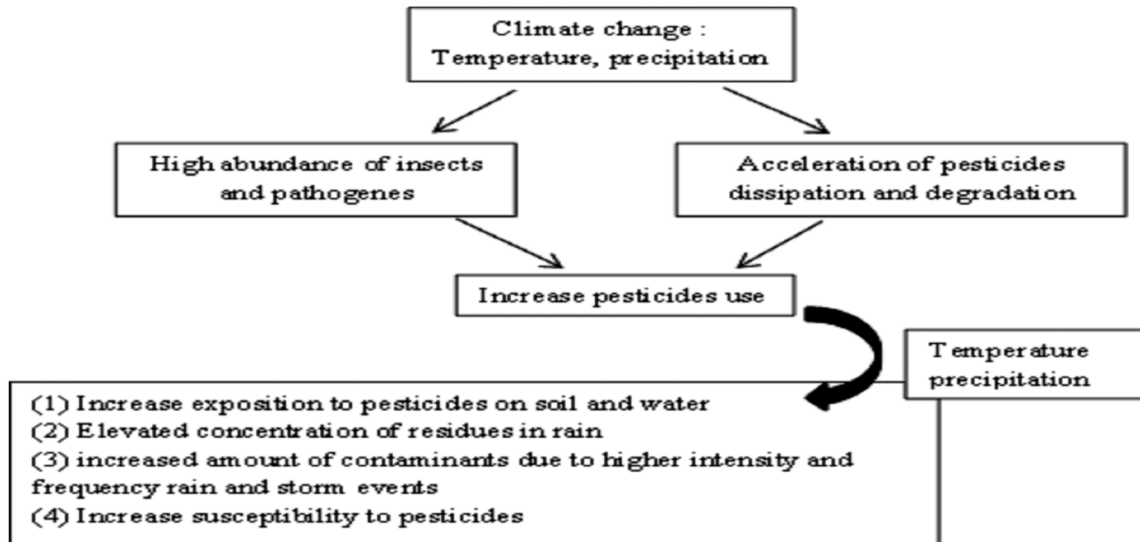 Climate change :
Temperature, precipitation
High abundance of insects
and pathogenes
Acceleration of pesticides
dissipation and degradation
Increase pesticides use
Temperature
precipitation
(1) Increase exposition to pesticides on soil and water
(2) Elevated concentration of residues in rain
(3) increased amount of contaminants due to higher intensity and
frequency rain and storm events
(4) Increase susceptibility to pesticides